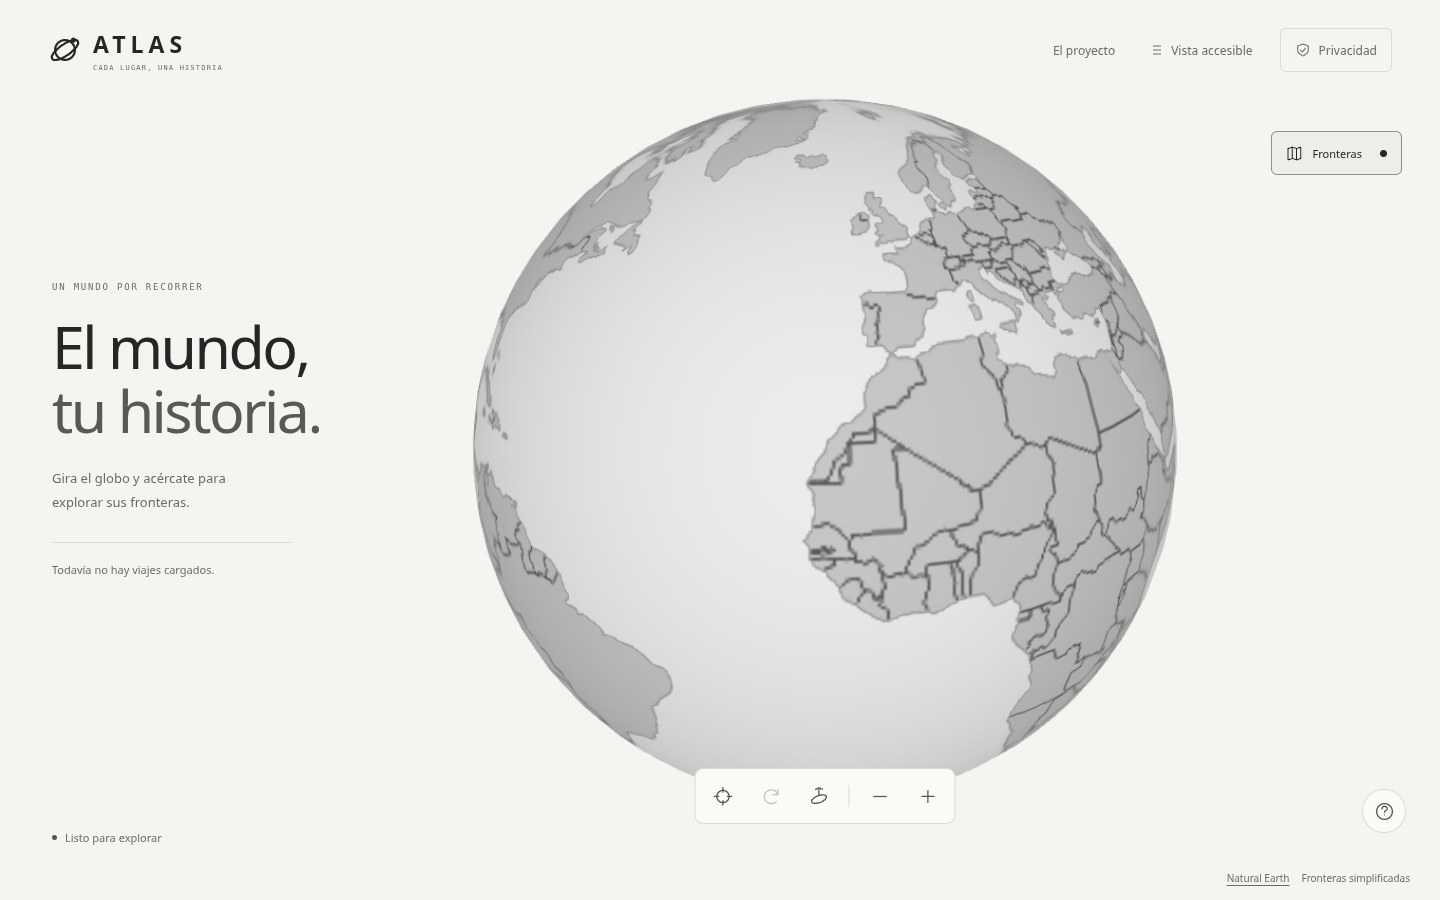 ATLAS
CADA LUGAR, UNA HISTORIA
El proyecto
Vista accesible
Privacidad
Fronteras
UN MUNDO POR RECORRER
El mundo,
tu historia.
Gira el globo y acércate para
explorar sus fronteras.
Todavía no hay viajes cargados.
Listo para explorar
Natural Earth
Fronteras simplificadas